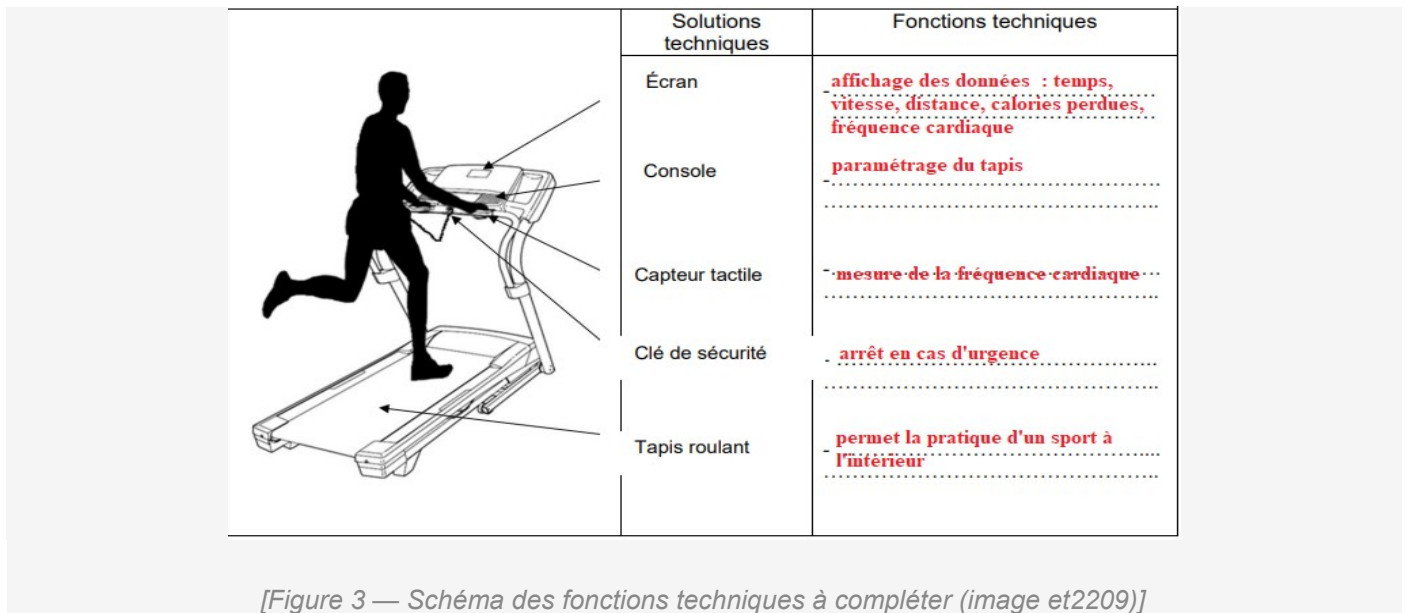 Solutions techniques
Fonctions techniques
Écran
- affichage des données : temps,
vitesse, distance, calories perdues,
fréquence cardiaque
Console
- paramétrage du tapis
Capteur tactile
- mesure de la fréquence cardiaque
Clé de sécurité
- arrêt en cas d'urgence
Tapis roulant
- permet la pratique d'un sport à
l'intérieur
[Figure 3 — Schéma des fonctions techniques à compléter (image et2209)]